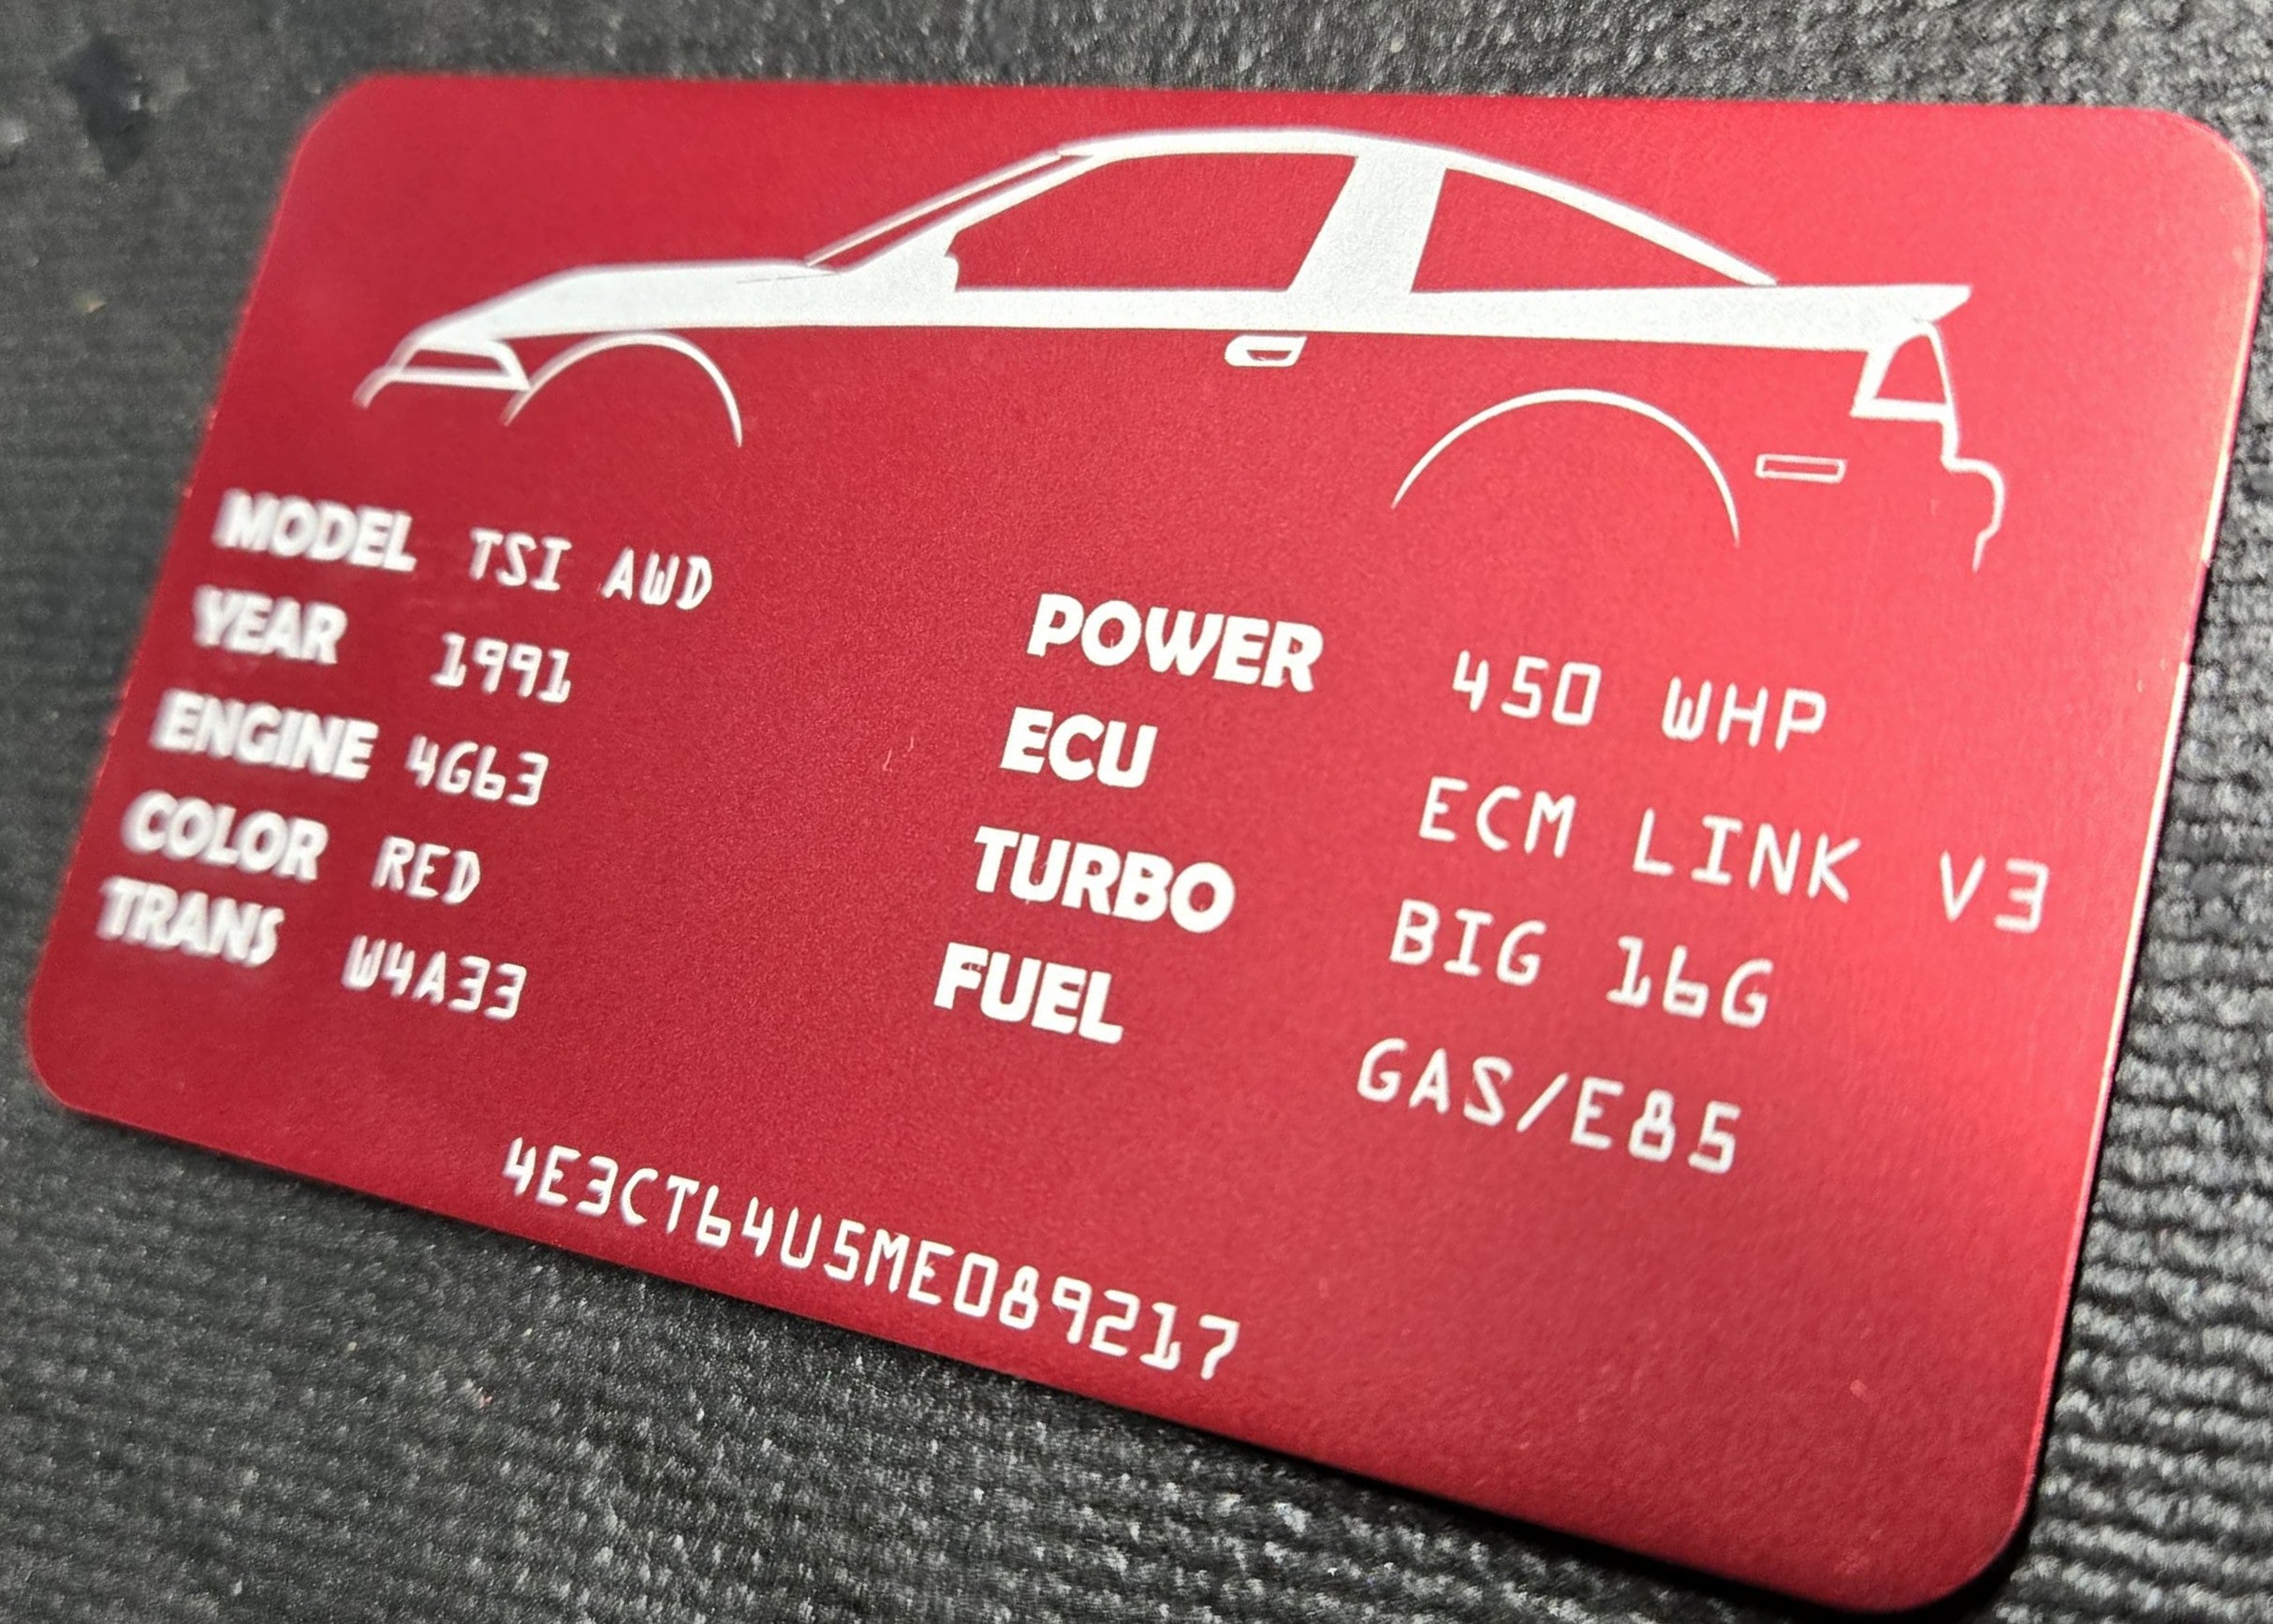 MODEL TSI AWD
YEAR 1991
ENGINE 4G63
COLOR RED
TRANS W4A33
POWER 450 WHP
ECU ECM LINK V3
TURBO BIG 16G
FUEL GAS/E85
4E3CT64U5ME089217